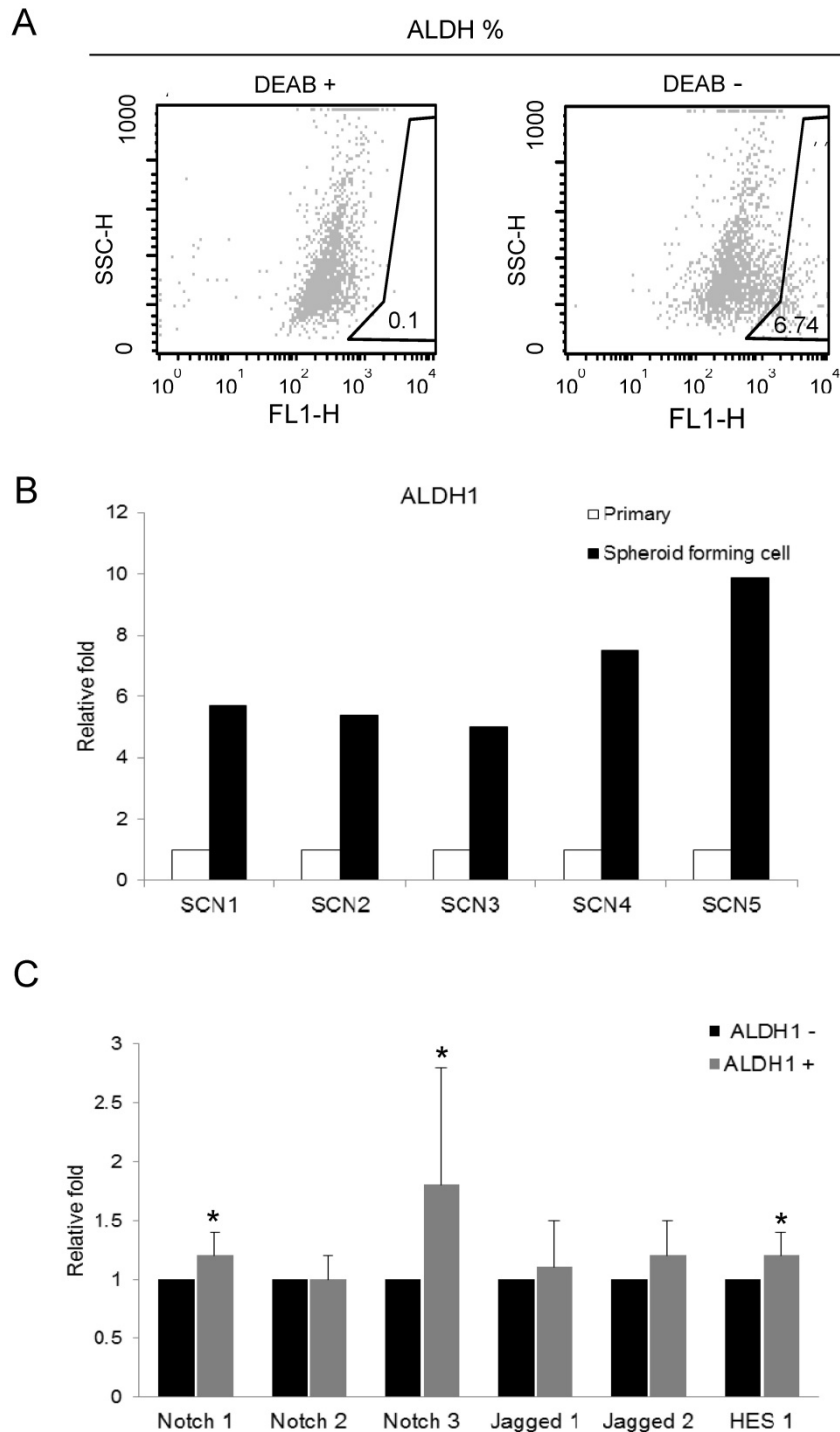 A
ALDH %
DEAB +
DEAB -
1000
SSC-H
0
0.1
10^0 10^1 10^2 10^3 10^4
FL1-H
1000
SSC-H
0
6.74
10^0 10^1 10^2 10^3 10^4
FL1-H
B
ALDH1
Primary
Spheroid forming cell
Relative fold
12
10
8
6
4
2
0
SCN1 SCN2 SCN3 SCN4 SCN5
C
ALDH1 -
ALDH1 +
Relative fold
3
2.5
2
1.5
1
0.5
0
* * *
Notch 1 Notch 2 Notch 3 Jagged 1 Jagged 2 HES 1